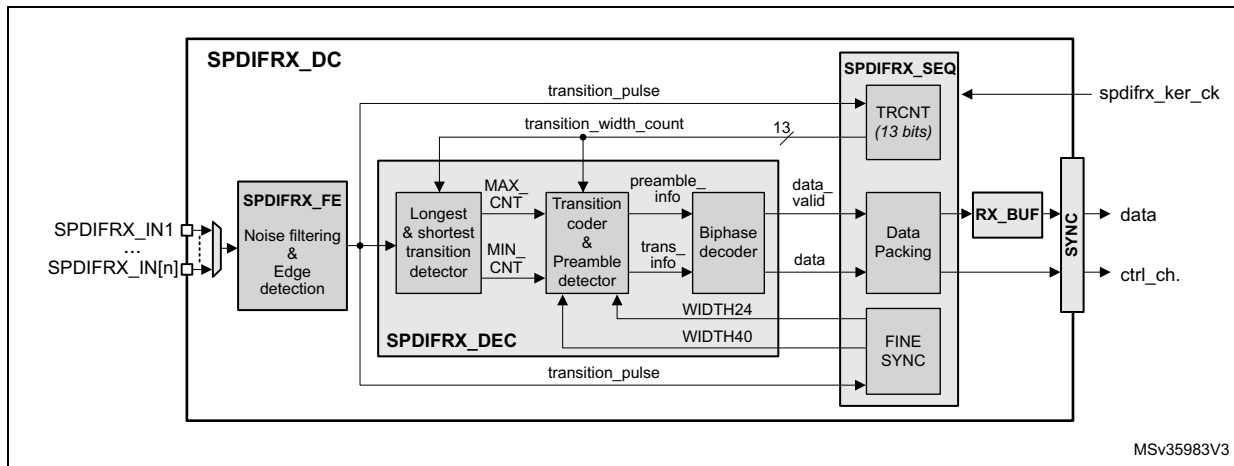 SPDIFRX_DC
SPDIFRX_SEQ
transition_pulse
spdifrx_ker_ck
TRCNT
(13 bits)
transition_width_count
13
SPDIFRX_FE
Noise filtering
&
Edge
detection
SPDIFRX_IN1
...
SPDIFRX_IN[n]
Longest
& shortest
transition
detector
MAX_
CNT
MIN_
CNT
Transition
coder
&
Preamble
detector
preamble_
info
trans_
info
Biphase
decoder
data_
valid
data
Data
Packing
RX_BUF
SYNC
data
ctrl_ch.
WIDTH24
WIDTH40
SPDIFRX_DEC
FINE
SYNC
transition_pulse
MSv35983V3